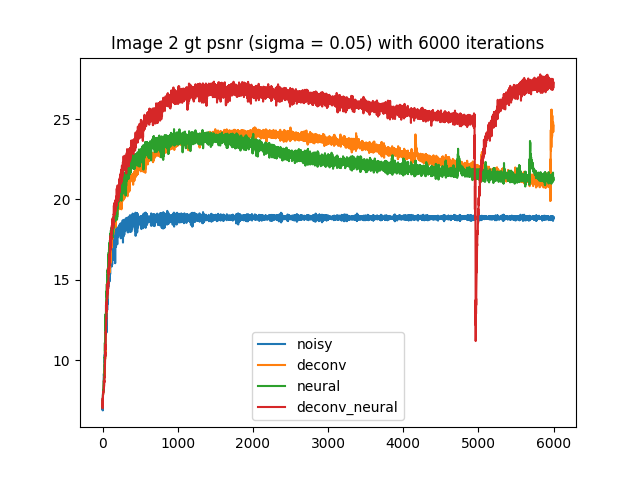 Image 2 gt psnr (sigma = 0.05) with 6000 iterations
25
20
15
10
noisy
deconv
neural
deconv_neural
0 1000 2000 3000 4000 5000 6000